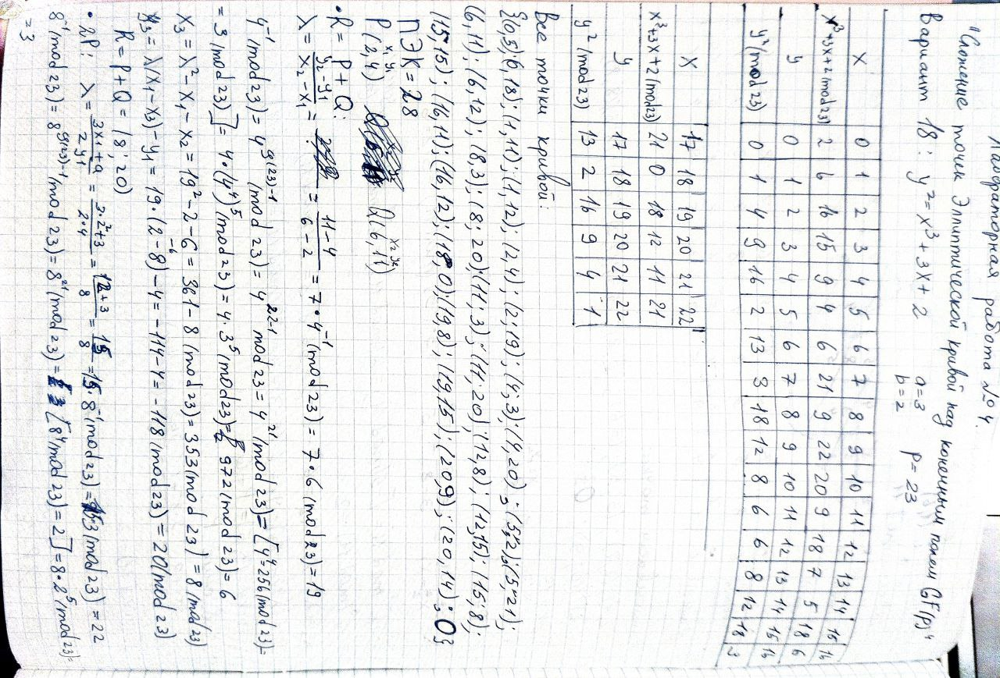 Лабораторная работа № 4.
"Сложение точек эллиптической кривой над конечным полем GF(p)"
Вариант 18: y² = x³ + 3x + 2 a=3 p=23
b=2
x 0 1 2 3 4 5 6 7 8 9 10 11 12 13 14 15 16
x³+3x+2 (mod 23) 2 6 16 15 9 4 6 21 9 22 20 9 18 7 5 18 6
y 0 1 2 3 4 5 6 7 8 9 10 11 12 13 14 15 16
y² (mod 23) 0 1 4 9 16 2 13 3 18 12 8 6 6 8 12 18 3
x 17 18 19 20 21 22
x³+3x+2 (mod 23) 21 0 18 12 11 21
y 17 18 19 20 21 22
y² (mod 23) 13 2 16 9 4 1
Все точки кривой:
{(0,5);(0,18);(1,11);(1,12);(2,4);(2,19);(4,3);(4,20);(5,2);(5,21);
(6,11);(6,12);(8,3);(8,20);(11,3);(11,20);(12,8);(12,15);(15,8);
(15,15);(16,11);(16,12);(18,0);(19,8);(19,15);(20,9);(20,14);O}
ПЭК = 28
x₁ y₁ x₂ y₂
P(2,4) Q(6,11)
• R = P + Q:
λ = (y₂ - y₁)/(x₂ - x₁) = = (11-4)/(6-2) = 7·4⁻¹ (mod 23) = 7·6 (mod 23) = 19
4⁻¹ (mod 23) = 4^(φ(23)-1) (mod 23) = 4^(22-1) mod 23 = 4²¹ (mod 23) = [4⁴=256 (mod 23)=
= 3 (mod 23)] = 4·(4⁴)⁵ (mod 23) = 4·3⁵ (mod 23) = 972 (mod 23) = 6
x₃ = λ² - x₁ - x₂ = 19² - 2 - 6 = 361 - 8 (mod 23) = 353 (mod 23) = 8 (mod 23)
y₃ = λ(x₁ - x₃) - y₁ = 19·(2-8) - 4 = -114 - 4 = -118 (mod 23) = 20 (mod 23)
-6
R = P + Q = (8; 20)
• 2P: λ = (3x₁ + a)/(2y₁) = (3·2² + 3)/(2·4) = (12+3)/8 = 15/8 = 15·8⁻¹ (mod 23) = 15·3 (mod 23) = 22
8⁻¹ (mod 23) = 8^(φ(23)-1) (mod 23) = 8²¹ (mod 23) = [8⁴ (mod 23) = 2] = 8·2⁵ (mod 23) =
= 3